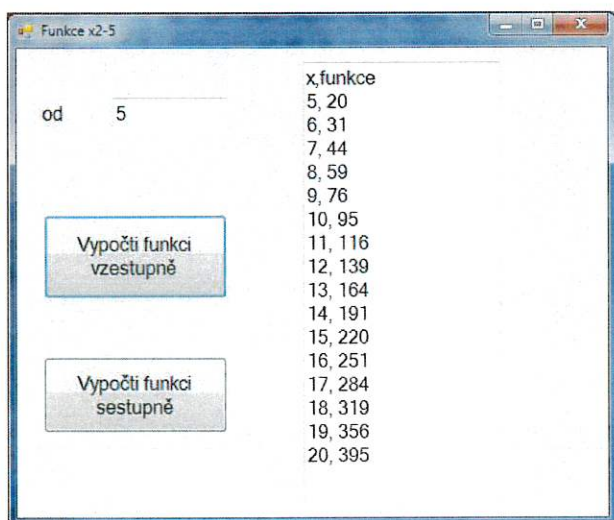 Funkce x2-5
od 5
Vypočti funkci
vzestupně
Vypočti funkci
sestupně
x,funkce
5, 20
6, 31
7, 44
8, 59
9, 76
10, 95
11, 116
12, 139
13, 164
14, 191
15, 220
16, 251
17, 284
18, 319
19, 356
20, 395